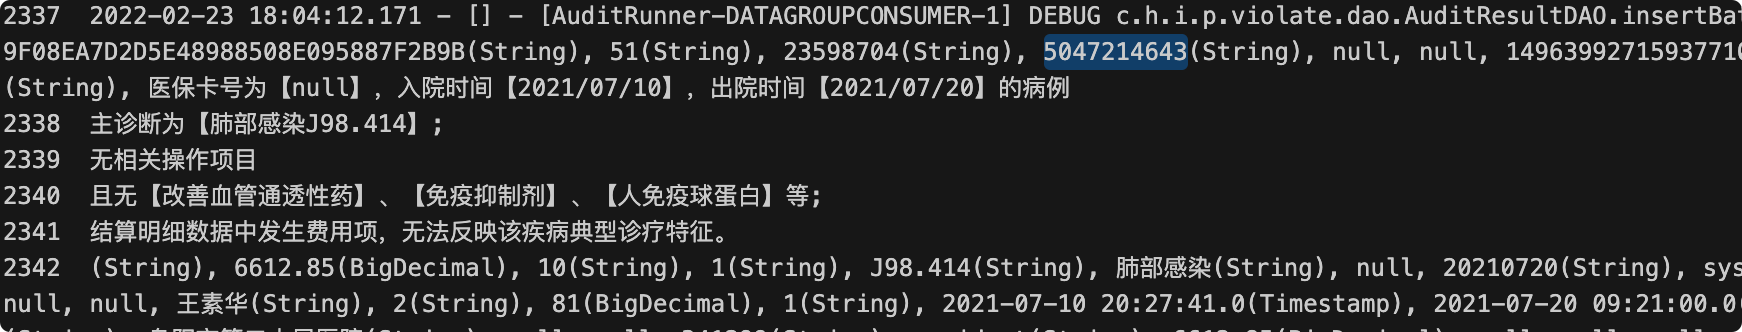 2337 2022-02-23 18:04:12.171 - [] - [AuditRunner-DATAGROUPCONSUMER-1] DEBUG c.h.i.p.violate.dao.AuditResultDAO.insertBat
9F08EA7D2D5E48988508E095887F2B9B(String), 51(String), 23598704(String), 5047214643(String), null, null, 1496399271593771
(String), 医保卡号为【null】, 入院时间【2021/07/10】, 出院时间【2021/07/20】的病例
2338 主诊断为【肺部感染J98.414】;
2339 无相关操作项目
2340 且无【改善血管通透性药】、【免疫抑制剂】、【人免疫球蛋白】等;
2341 结算明细数据中发生费用项, 无法反映该疾病典型诊疗特征。
2342 (String), 6612.85(BigDecimal), 10(String), 1(String), J98.414(String), 肺部感染(String), null, 20210720(String), sys
null, null, 王素华(String), 2(String), 81(BigDecimal), 1(String), 2021-07-10 20:27:41.0(Timestamp), 2021-07-20 09:21:00.0(